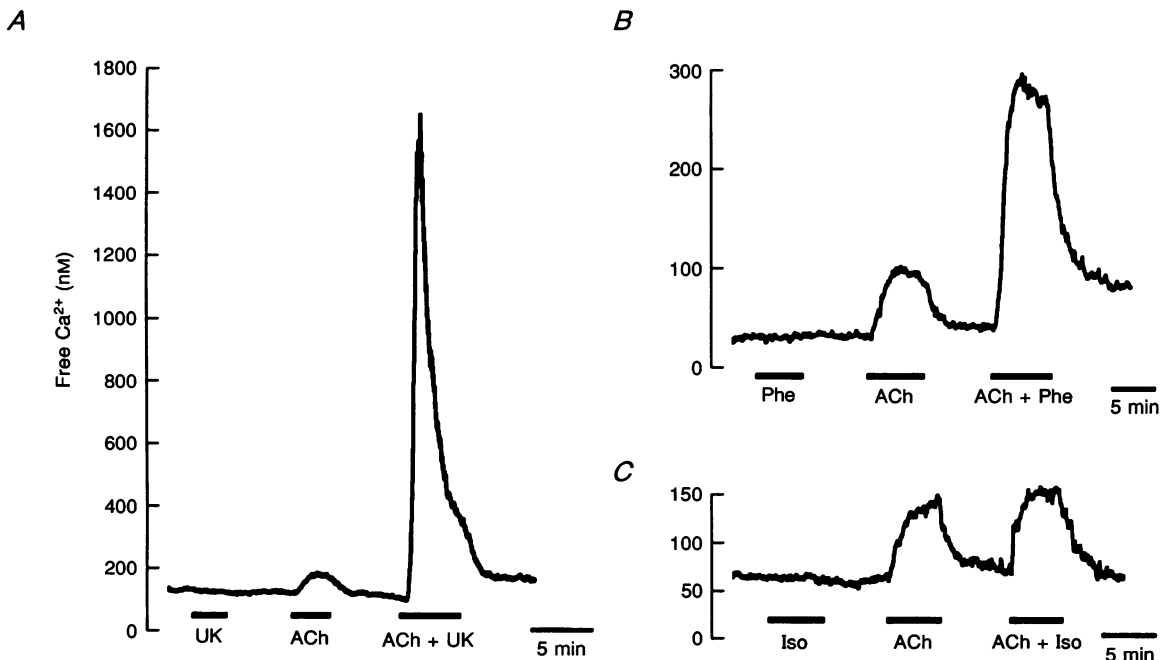 A
1800
1600
1400
1200
1000
800
600
400
200
0
Free Ca²⁺ (nM)
UK
ACh
ACh + UK
5 min
B
300
200
100
0
Phe
ACh
ACh + Phe
5 min
C
150
100
50
0
Iso
ACh
ACh + Iso
5 min